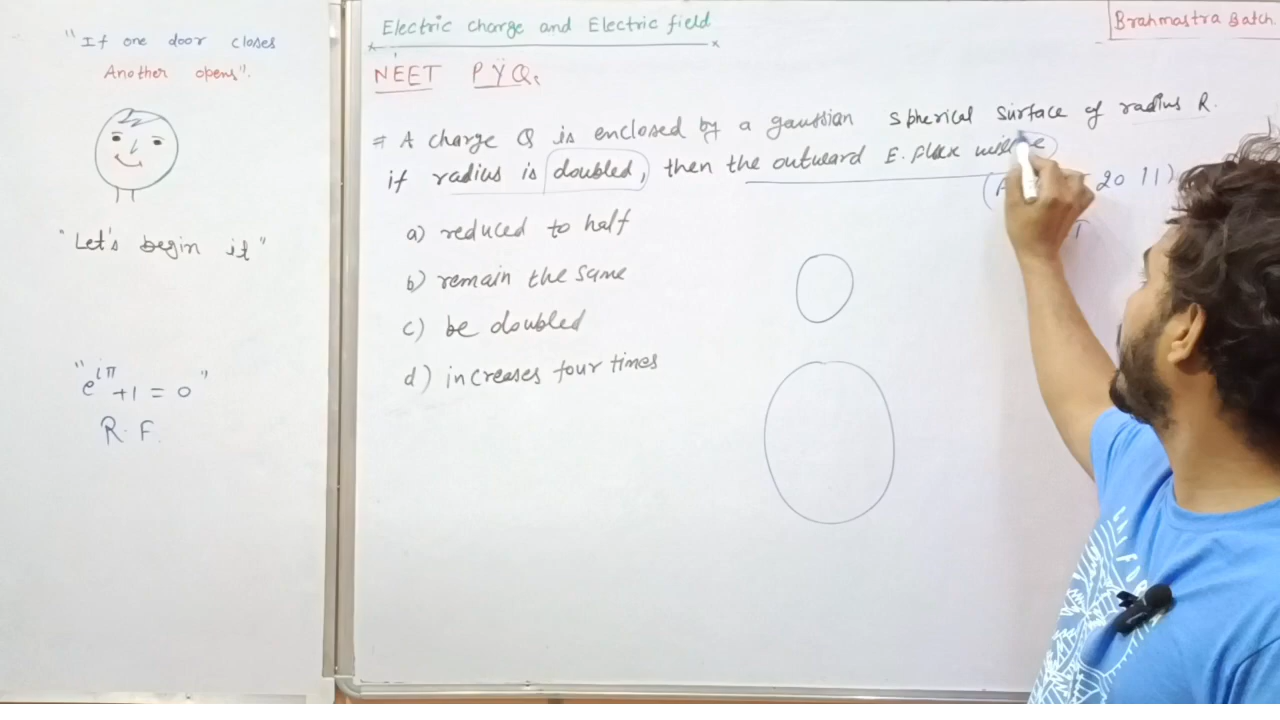 "If one door closes
Another opens".
"Let's begin it"
"e^iπ +1 = 0"
R. F.
Electric charge and Electric field
Brahmastra Batch
NEET PYQs
⇒ A charge Q is enclosed by a gaussian spherical surface of radius R.
if radius is doubled, then the outward E. flux will be
2011)
a) reduced to half
b) remain the same
c) be doubled
d) increases four times